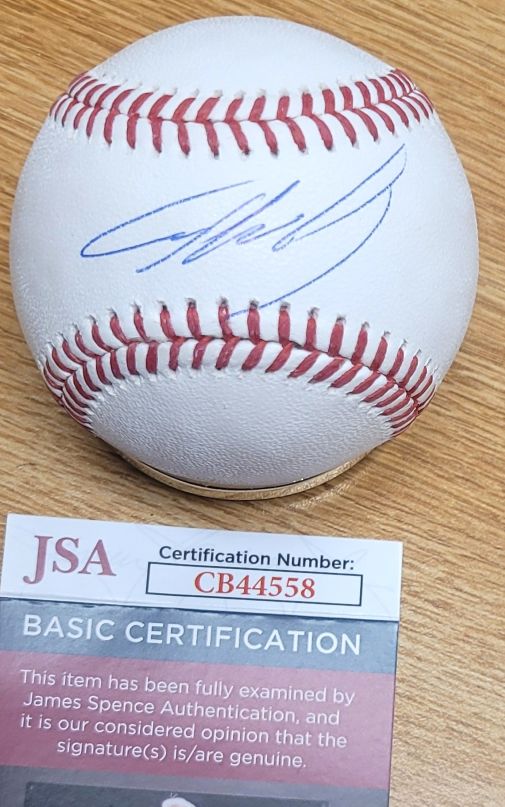 JSA
Certification Number:
CB44558
BASIC CERTIFICATION
This item has been fully examined by
James Spence Authentication, and
it is our considered opinion that the
signature(s) is/are genuine.